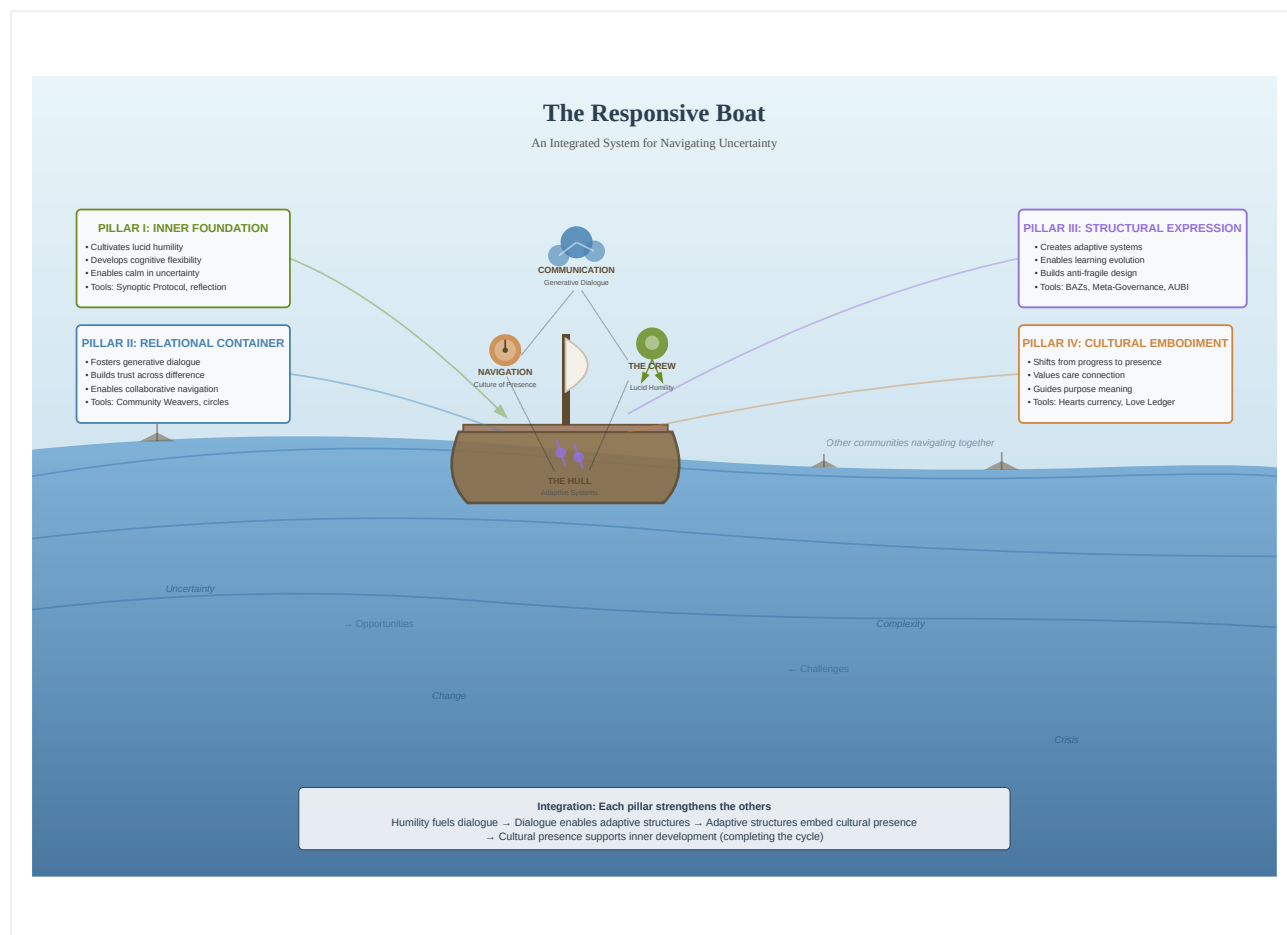 The Responsive Boat
An Integrated System for Navigating Uncertainty
PILLAR I: INNER FOUNDATION
• Cultivates lucid humility
• Develops cognitive flexibility
• Enables calm in uncertainty
• Tools: Synoptic Protocol, reflection
PILLAR II: RELATIONAL CONTAINER
• Fosters generative dialogue
• Builds trust across difference
• Enables collaborative navigation
• Tools: Community Weavers, circles
COMMUNICATION
Generative Dialogue
NAVIGATION
Culture of Presence
THE CREW
Lucid Humility
THE HULL
Adaptive Systems
PILLAR III: STRUCTURAL EXPRESSION
• Creates adaptive systems
• Enables learning evolution
• Builds anti-fragile design
• Tools: BAZs, Meta-Governance, AUBI
PILLAR IV: CULTURAL EMBODIMENT
• Shifts from progress to presence
• Values care connection
• Guides purpose meaning
• Tools: Hearts currency, Love Ledger
Other communities navigating together
Uncertainty
→ Opportunities
Complexity
← Challenges
Change
Crisis
Integration: Each pillar strengthens the others
Humility fuels dialogue → Dialogue enables adaptive structures → Adaptive structures embed cultural presence
→ Cultural presence supports inner development (completing the cycle)